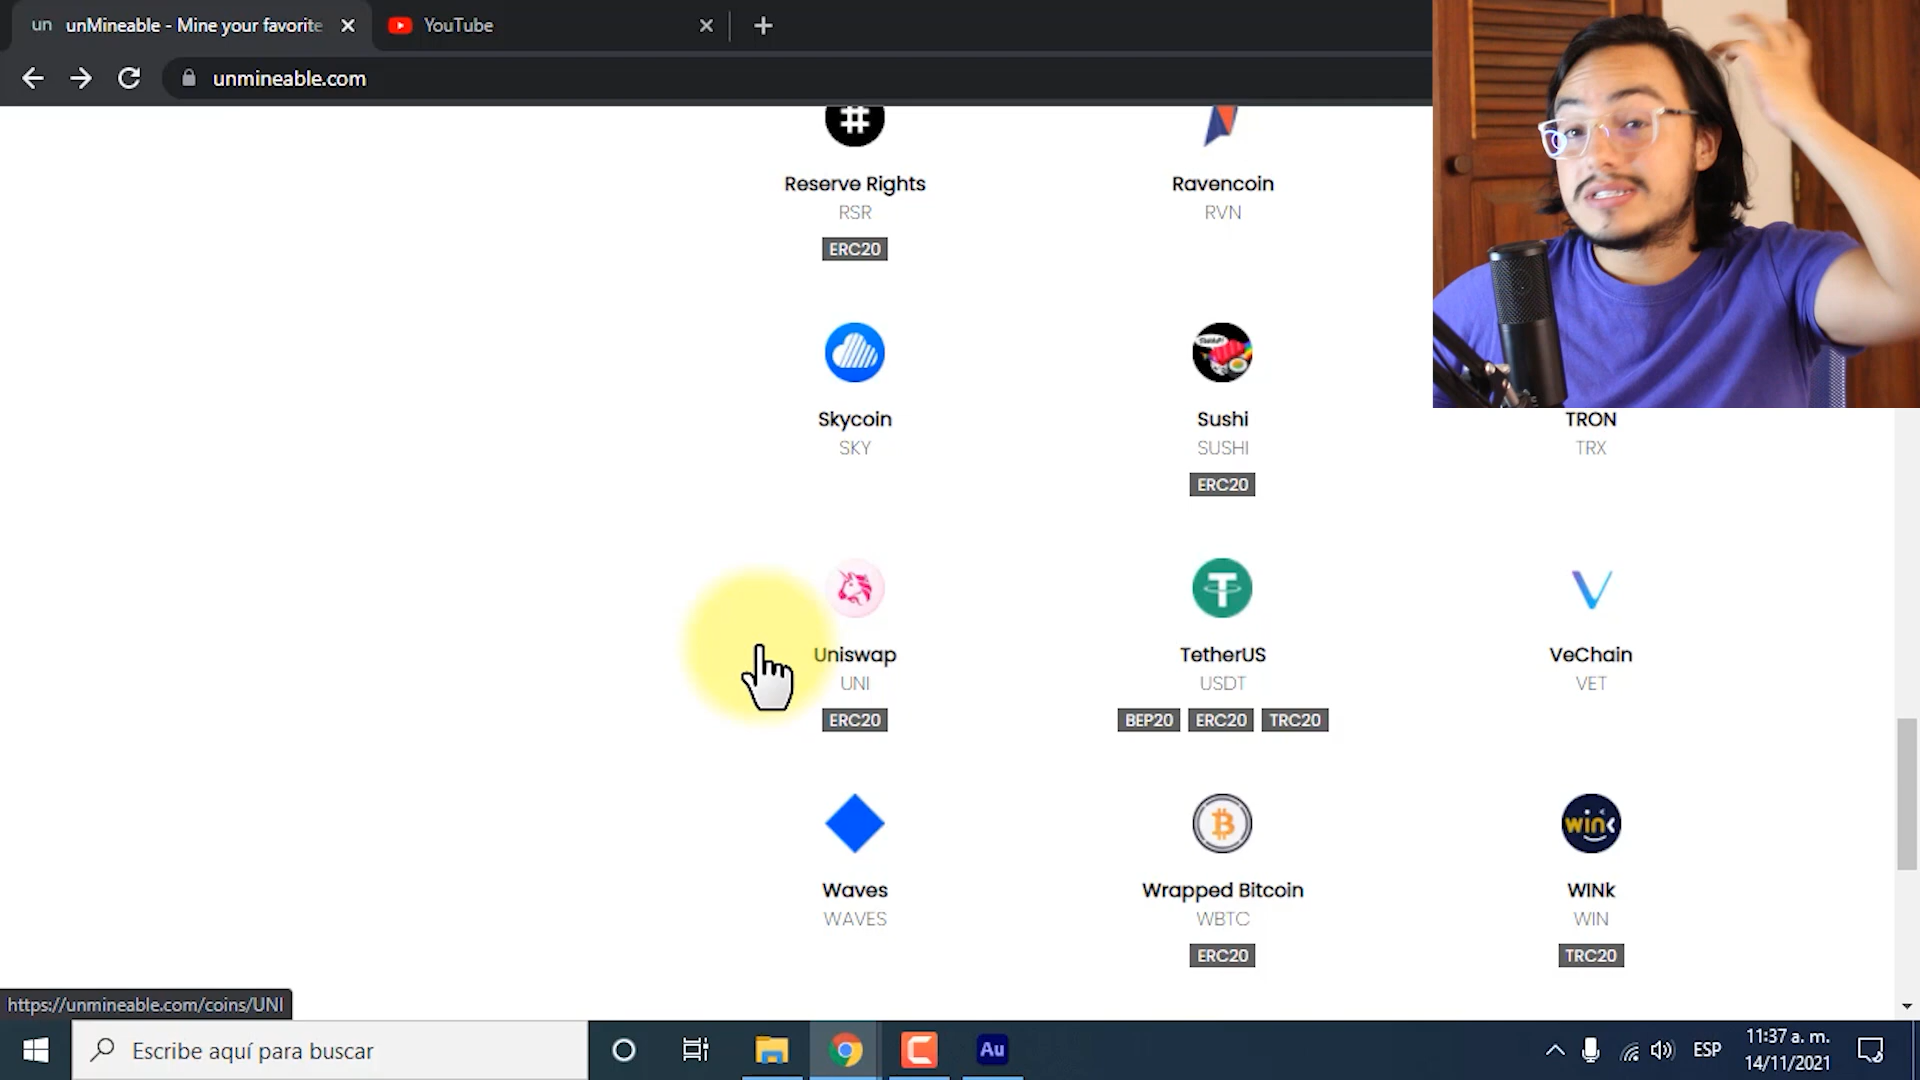 un unMineable - Mine your favorite
YouTube
unmineable.com
Reserve Rights
RSR
ERC20
Ravencoin
RVN
Skycoin
SKY
Sushi
SUSHI
ERC20
TRON
TRX
Uniswap
UNI
ERC20
TetherUS
USDT
BEP20 ERC20 TRC20
VeChain
VET
Waves
WAVES
Wrapped Bitcoin
WBTC
ERC20
WIN
WINk
WIN
TRC20
https://unmineable.com/coins/UNI
Escribe aquí para buscar
Au
ESP
11:37 a. m.
14/11/2021